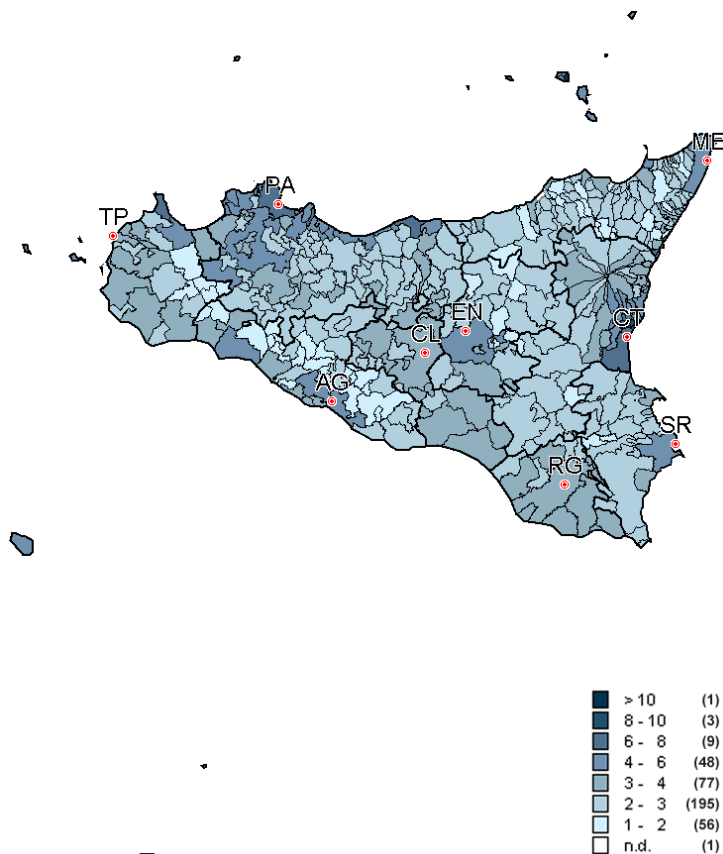 ME
PA
TP
EN
CT
CL
AG
SR
RG
> 10 (1)
8 - 10 (3)
6 - 8 (9)
4 - 6 (48)
3 - 4 (77)
2 - 3 (195)
1 - 2 (56)
n.d. (1)